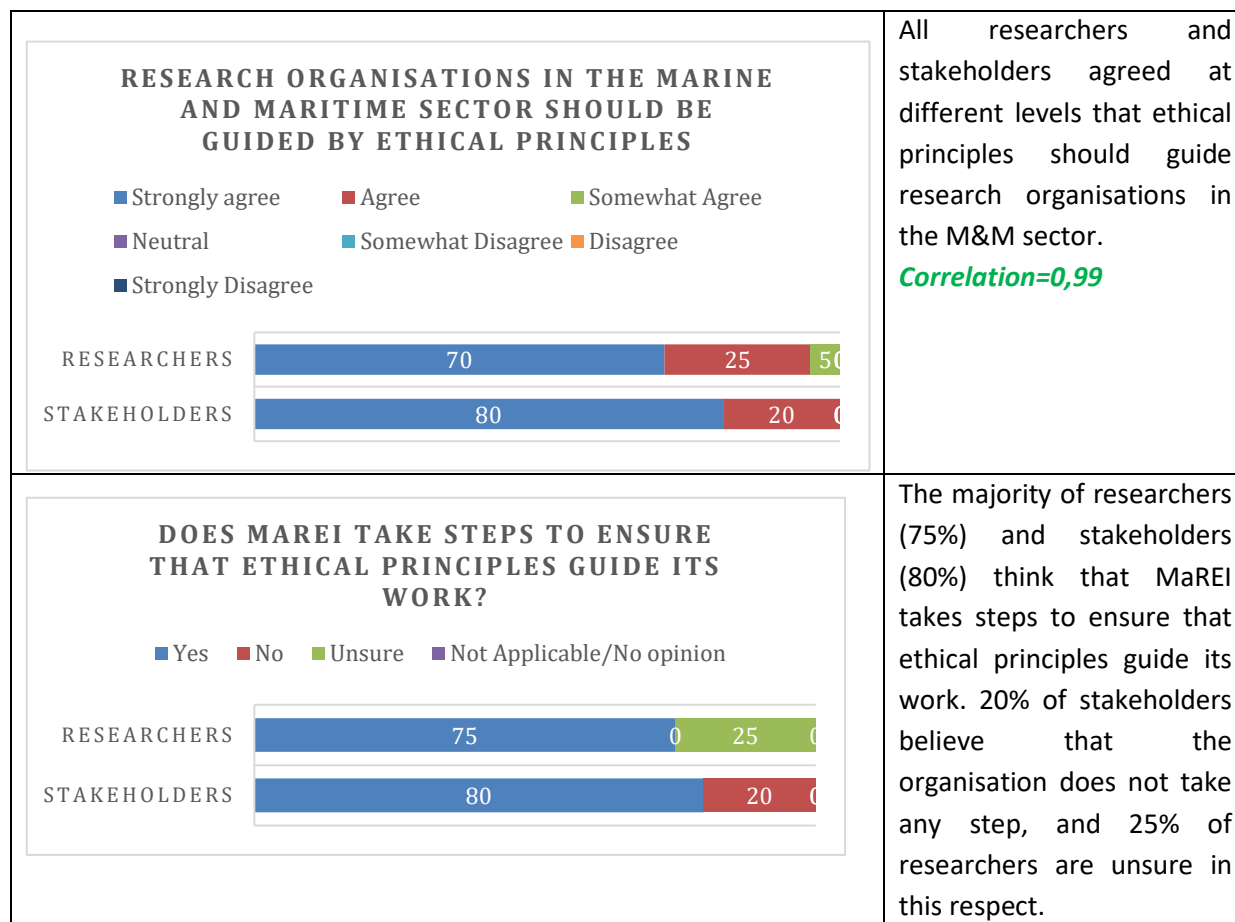 RESEARCH ORGANISATIONS IN THE MARINE
AND MARITIME SECTOR SHOULD BE
GUIDED BY ETHICAL PRINCIPLES
Strongly agree Agree Somewhat Agree
Neutral Somewhat Disagree Disagree
Strongly Disagree
RESEARCHERS 70 25 5 0
STAKEHOLDERS 80 20 0
All researchers and
stakeholders agreed at
different levels that ethical
principles should guide
research organisations in
the M&M sector.
Correlation=0,99
DOES MAREI TAKE STEPS TO ENSURE
THAT ETHICAL PRINCIPLES GUIDE ITS
WORK?
Yes No Unsure Not Applicable/No opinion
RESEARCHERS 75 0 25 0
STAKEHOLDERS 80 20 0
The majority of researchers
(75%) and stakeholders
(80%) think that MaREI
takes steps to ensure that
ethical principles guide its
work. 20% of stakeholders
believe that the
organisation does not take
any step, and 25% of
researchers are unsure in
this respect.